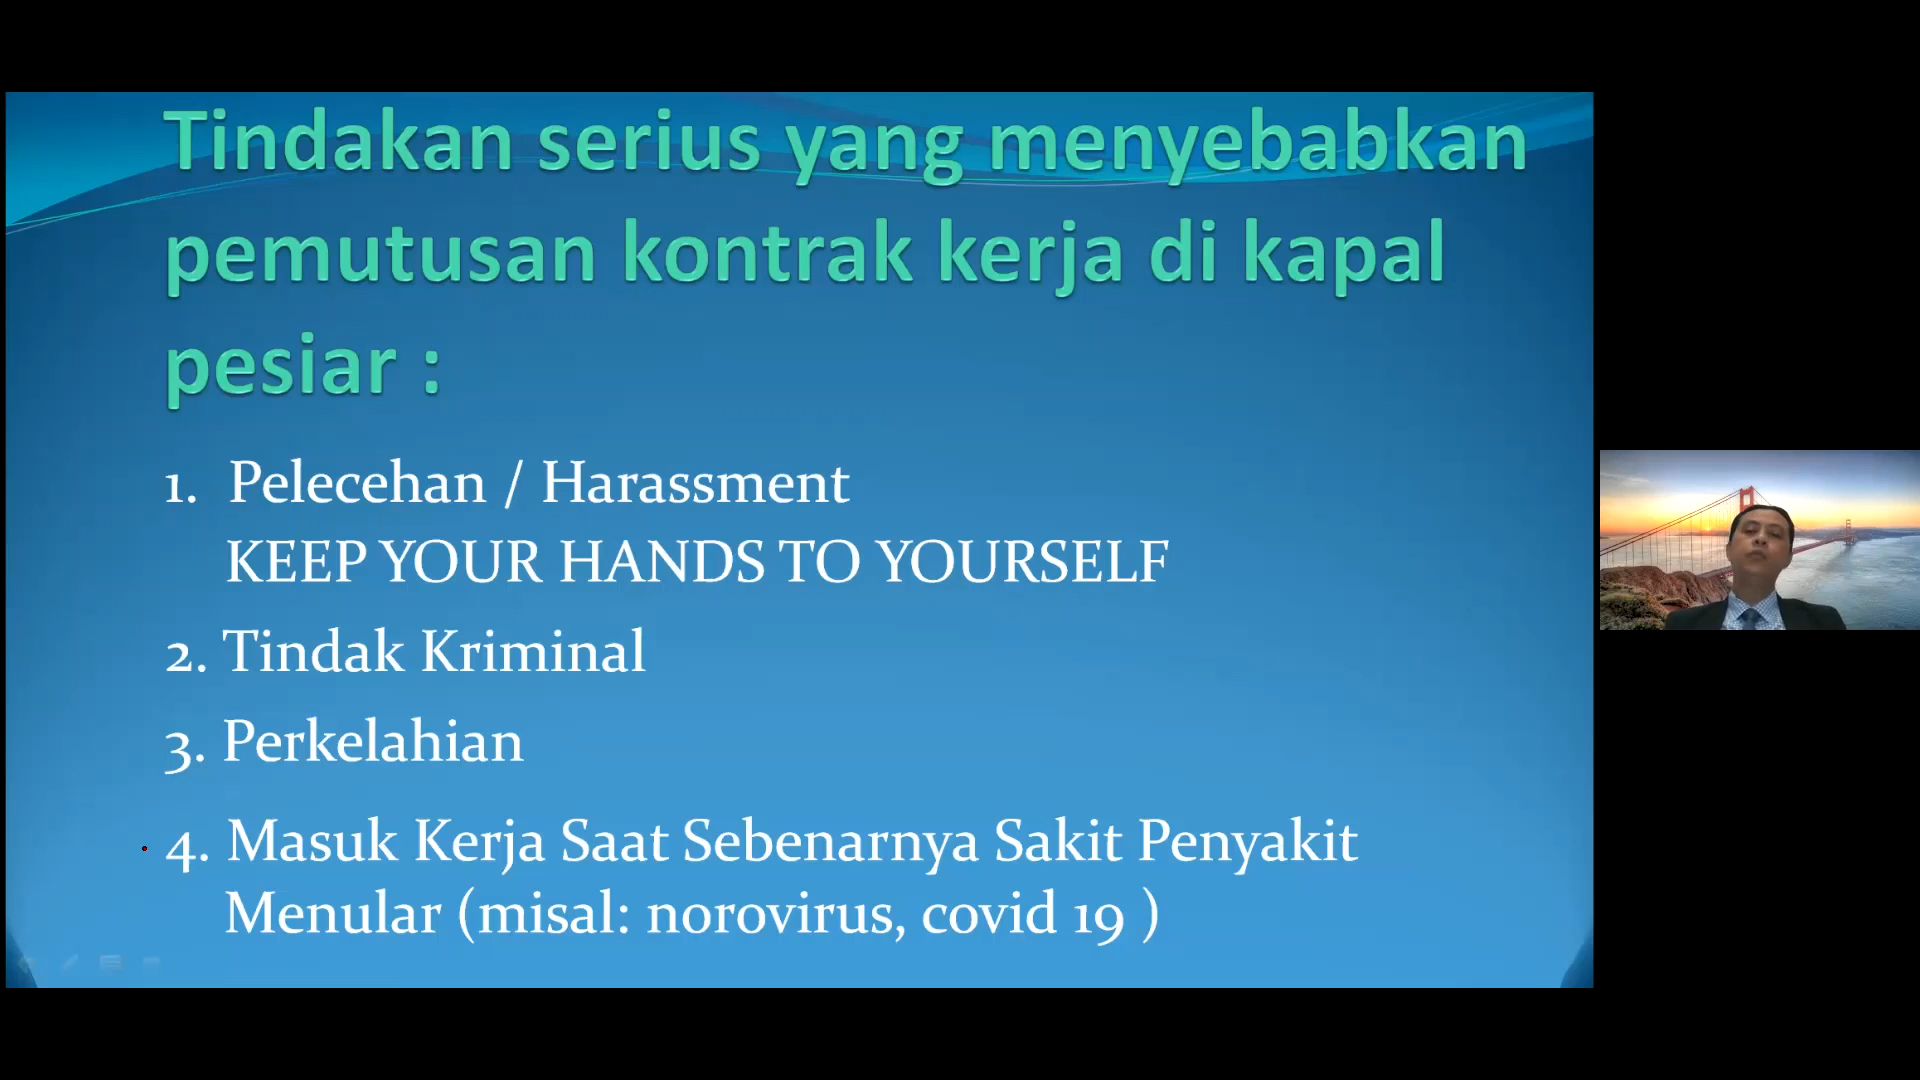 Tindakan serius yang menyebabkan
pemutusan kontrak kerja di kapal
pesiar :
1. Pelecehan / Harassment
KEEP YOUR HANDS TO YOURSELF
2. Tindak Kriminal
3. Perkelahian
4. Masuk Kerja Saat Sebenarnya Sakit Penyakit
Menular (misal: norovirus, covid 19 )